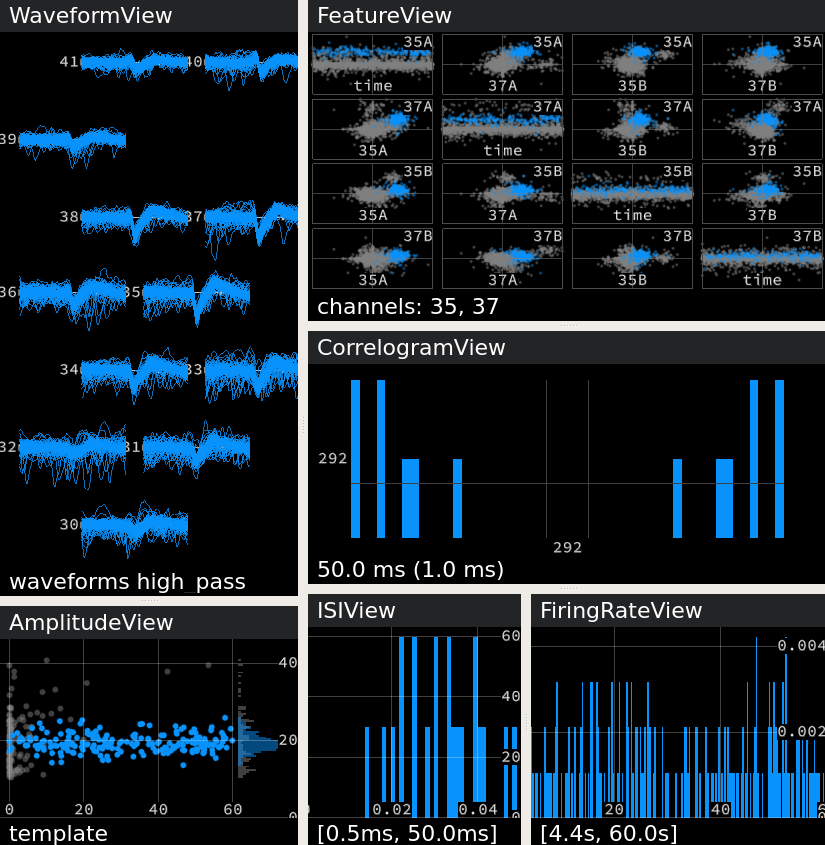 WaveformView
41 40
39
38 37
36 35
34 33
32 31
30
waveforms high_pass
FeatureView
35A 35A 35A 35A
time 37A 35B 37B
37A 37A 37A 37A
35A time 35B 37B
35B 35B 35B 35B
35A 37A time 37B
37B 37B 37B 37B
35A 37A 35B time
channels: 35, 37
CorrelogramView
292
292
50.0 ms (1.0 ms)
AmplitudeView
40
20
0
0 20 40 60
template
ISIView
60
40
20
0
0 0.02 0.04
[0.5ms, 50.0ms]
FiringRateView
0.004
0.002
20 40
[4.4s, 60.0s]